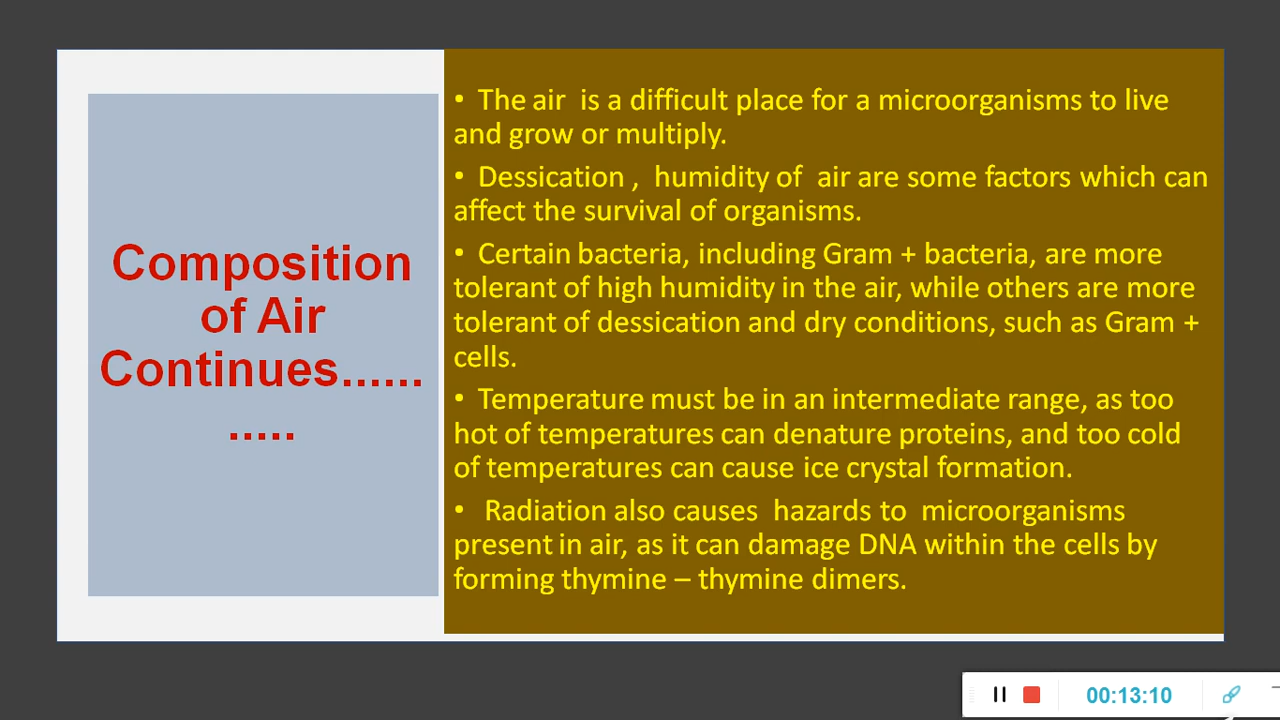 Composition
of Air
Continues......
.....
• The air is a difficult place for a microorganisms to live
and grow or multiply.
• Dessication , humidity of air are some factors which can
affect the survival of organisms.
• Certain bacteria, including Gram + bacteria, are more
tolerant of high humidity in the air, while others are more
tolerant of dessication and dry conditions, such as Gram +
cells.
• Temperature must be in an intermediate range, as too
hot of temperatures can denature proteins, and too cold
of temperatures can cause ice crystal formation.
• Radiation also causes hazards to microorganisms
present in air, as it can damage DNA within the cells by
forming thymine – thymine dimers.
00:13:10